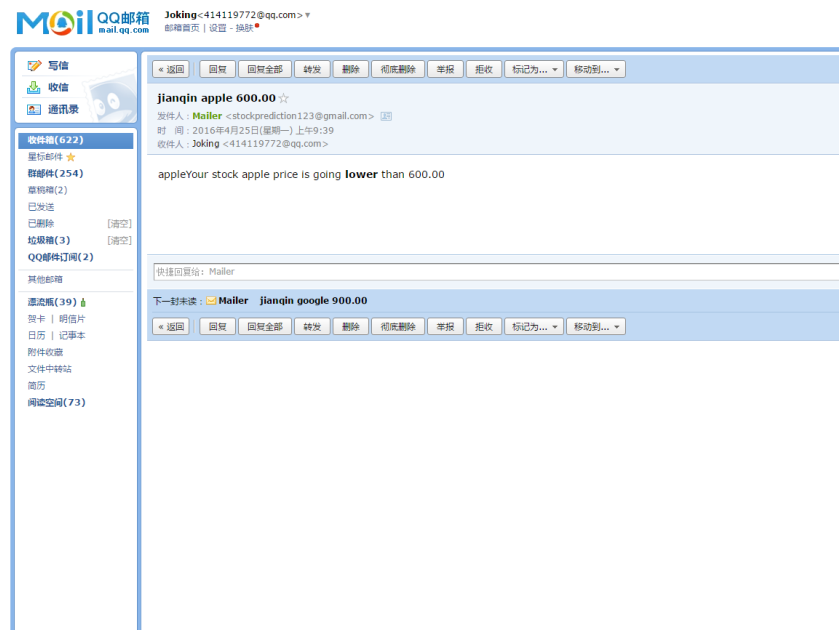 Mail QQ邮箱
mail.qq.com
Joking<414119772@qq.com>
邮箱首页 | 设置 - 换肤
写信
收信
通讯录
收件箱(622)
星标邮件
群邮件(254)
草稿箱(2)
已发送
已删除 [清空]
垃圾箱(3) [清空]
QQ邮件订阅(2)
其他邮箱
漂流瓶(39)
贺卡 | 明信片
日历 | 记事本
附件收藏
文件中转站
简历
阅读空间(73)
« 返回 回复 回复全部 转发 删除 彻底删除 举报 拒收 标记为... 移动到...
jianqin apple 600.00
发件人：Mailer <stockprediction123@gmail.com>
时 间：2016年4月25日(星期一) 上午9:39
收件人：Joking <414119772@qq.com>
appleYour stock apple price is going lower than 600.00
快捷回复给：Mailer
下一封未读：Mailer jianqin google 900.00
« 返回 回复 回复全部 转发 删除 彻底删除 举报 拒收 标记为... 移动到...